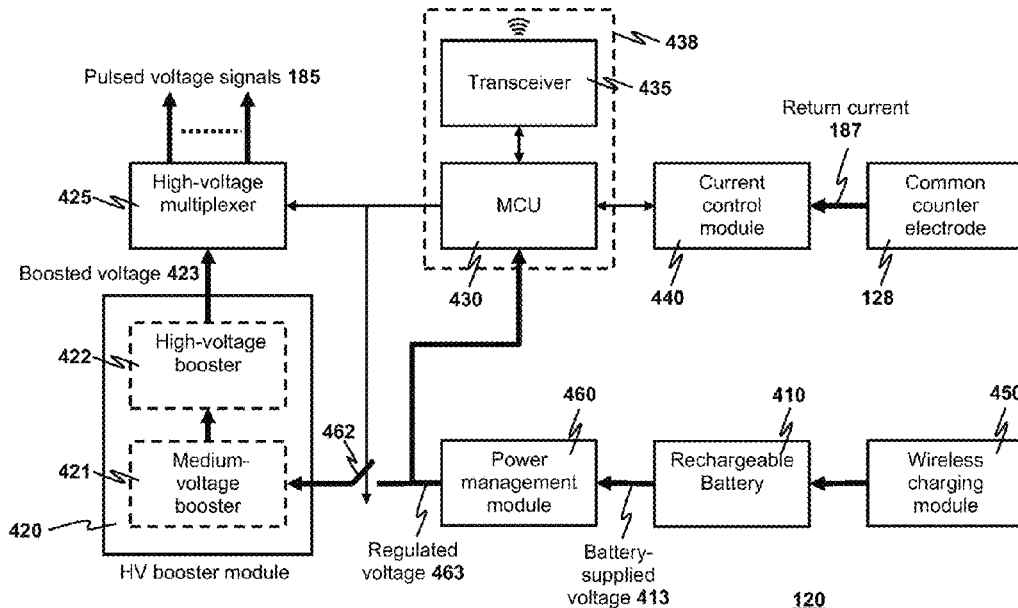 438
Transceiver
435
Pulsed voltage signals 185
Return current
187
High-voltage
multiplexer
425
MCU
Current
control
module
Common
counter
electrode
Boosted voltage 423
430
440
128
High-voltage
booster
422
460
410
450
462
Medium-
voltage
booster
421
Power
management
module
Rechargeable
Battery
Wireless
charging
module
420
HV booster module
Regulated
voltage 463
Battery-
supplied
voltage 413
120